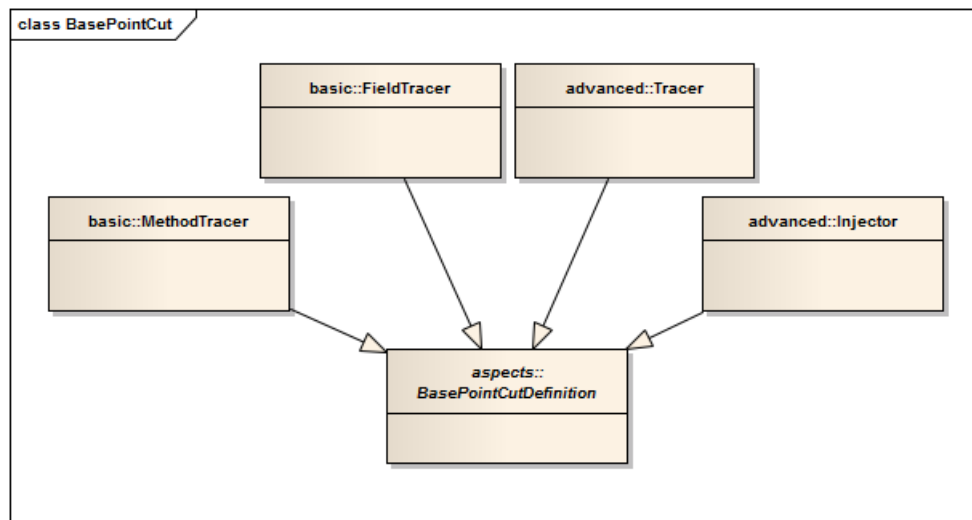 class BasePointCut
basic::FieldTracer
advanced::Tracer
basic::MethodTracer
advanced::Injector
aspects::
BasePointCutDefinition